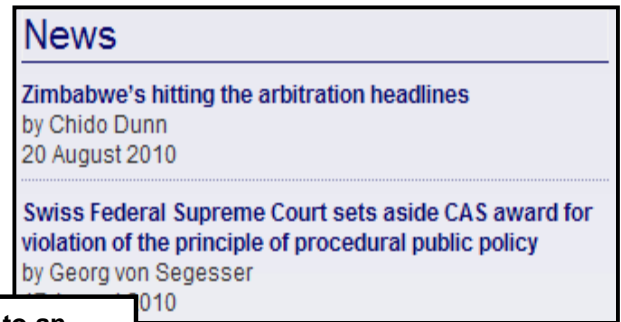 News
Zimbabwe's hitting the arbitration headlines
by Chido Dunn
20 August 2010
Swiss Federal Supreme Court sets aside CAS award for
violation of the principle of procedural public policy
by Georg von Segesser
2010
to an